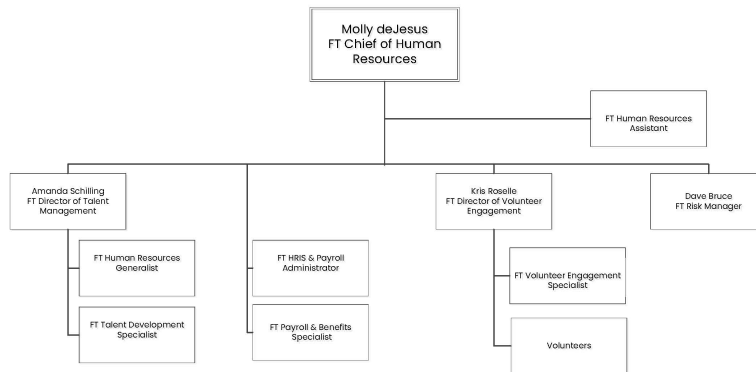 Molly deJesus
FT Chief of Human
Resources
FT Human Resources
Assistant
Amanda Schilling
FT Director of Talent
Management
Kris Roselle
FT Director of Volunteer
Engagement
Dave Bruce
FT Risk Manager
FT Human Resources
Generalist
FT HRIS & Payroll
Administrator
FT Volunteer Engagement
Specialist
FT Talent Development
Specialist
FT Payroll & Benefits
Specialist
Volunteers